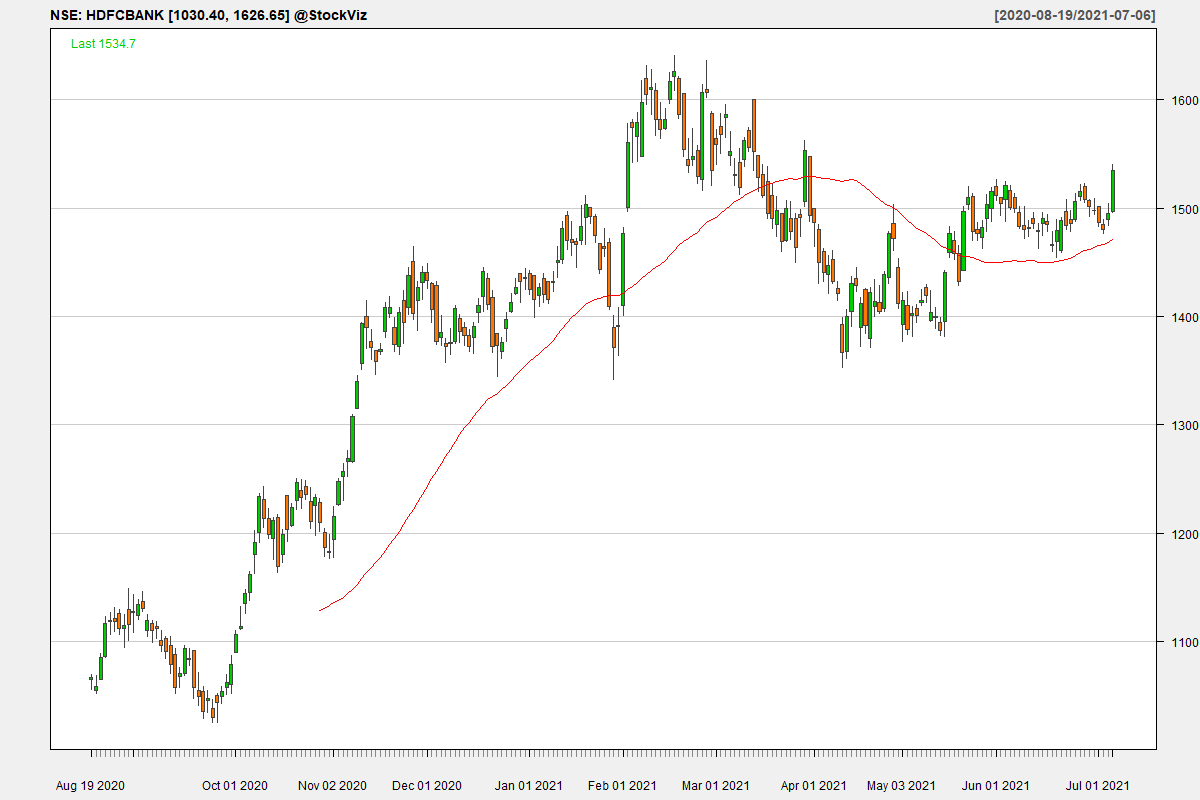 NSE: HDFCBANK [1030.40, 1626.65] @StockViz
[2020-08-19/2021-07-06]
Last 1534.7
1600
1500
1400
1300
1200
1100
Aug 19 2020 Oct 01 2020 Nov 02 2020 Dec 01 2020 Jan 01 2021 Feb 01 2021 Mar 01 2021 Apr 01 2021 May 03 2021 Jun 01 2021 Jul 01 2021